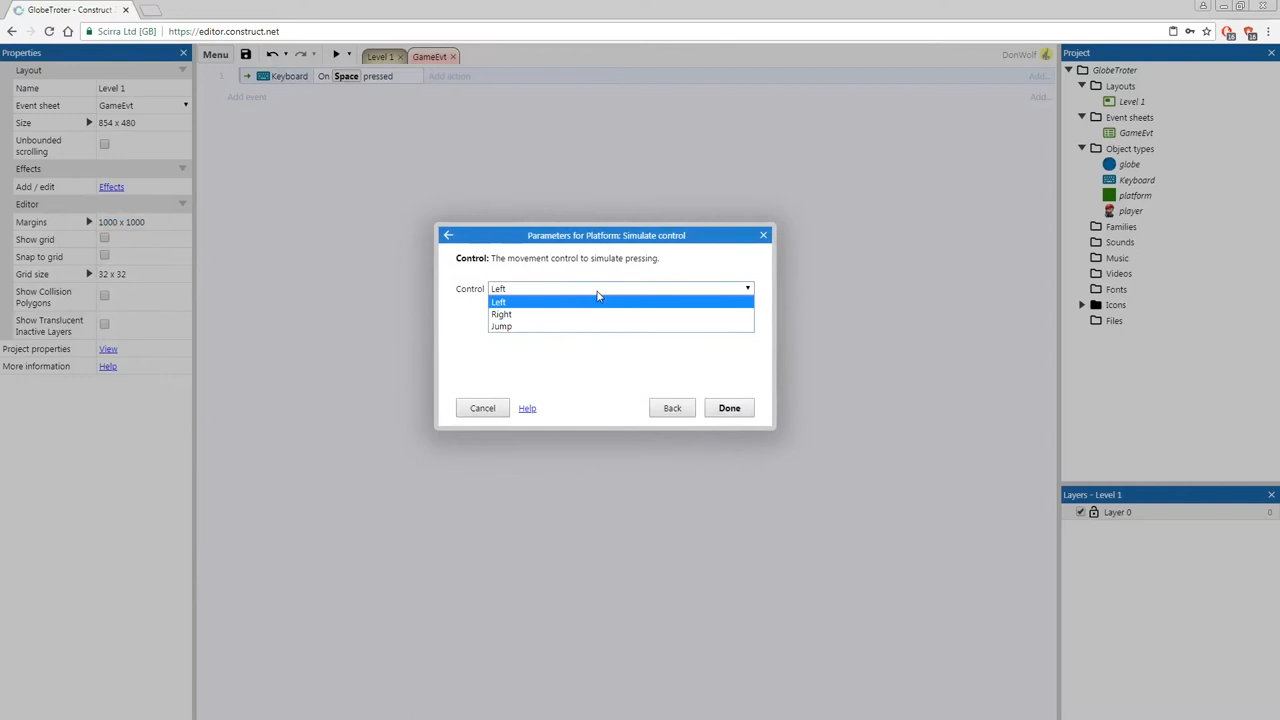 GlobeTroter - Construct 2
Scirra Ltd [GB]
https://editor.construct.net
Properties
Menu
Level 1
GameEvt
DonWolf
Project
Layout
Name
Level 1
Event sheet
GameEvt
Size
854 x 480
Unbounded
scrolling
Effects
Add / edit
Effects
Editor
Margins
1000 x 1000
Show grid
Snap to grid
Grid size
32 x 32
Show Collision
Polygons
Show Translucent
Inactive Layers
Project properties
View
More information
Help
1
Keyboard
On Space pressed
Add action
Add...
Add event
Add...
Parameters for Platform: Simulate control
Control: The movement control to simulate pressing.
Control
Left
Left
Right
Jump
Cancel
Help
Back
Done
GlobeTroter
Layouts
Level 1
Event sheets
GameEvt
Object types
globe
Keyboard
platform
player
Families
Sounds
Music
Videos
Fonts
Icons
Files
Layers - Level 1
Layer 0
0